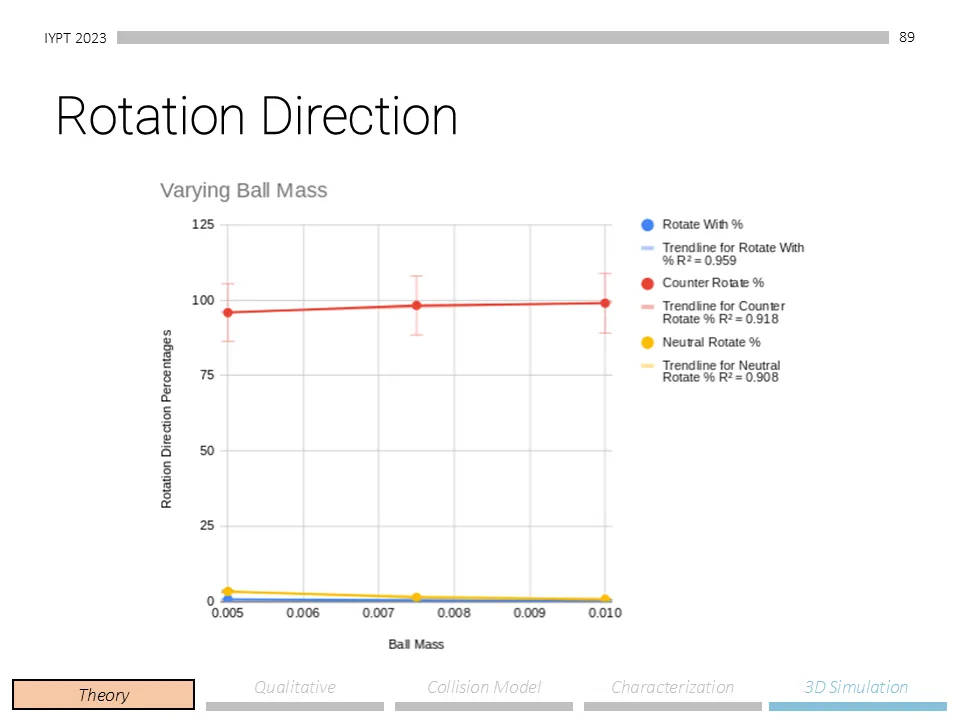 IYPT 2023
89
Rotation Direction
Varying Ball Mass
125
100
75
50
25
0
Rotation Direction Percentages
0.005
0.006
0.007
0.008
0.009
0.010
Ball Mass
Rotate With %
Trendline for Rotate With
% R² = 0.959
Counter Rotate %
Trendline for Counter
Rotate % R² = 0.918
Neutral Rotate %
Trendline for Neutral
Rotate % R² = 0.908
Theory
Qualitative
Collision Model
Characterization
3D Simulation